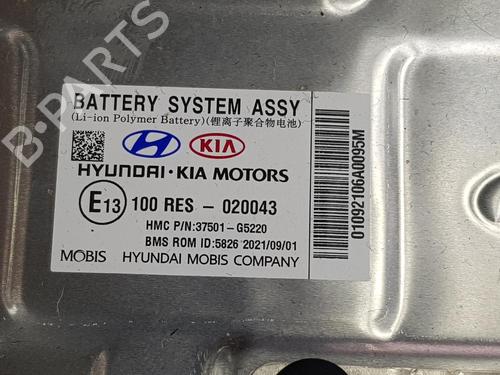 BATTERY SYSTEM ASSY
(Li-ion Polymer Battery)(锂离子聚合物电池)
KIA
HYUNDAI·KIA MOTORS
E13 100 RES - 020043
HMC P/N:37501-G5220
BMS ROM ID:5826 2021/09/01
MOBIS HYUNDAI MOBIS COMPANY
01092106A0095M
B-PARTS